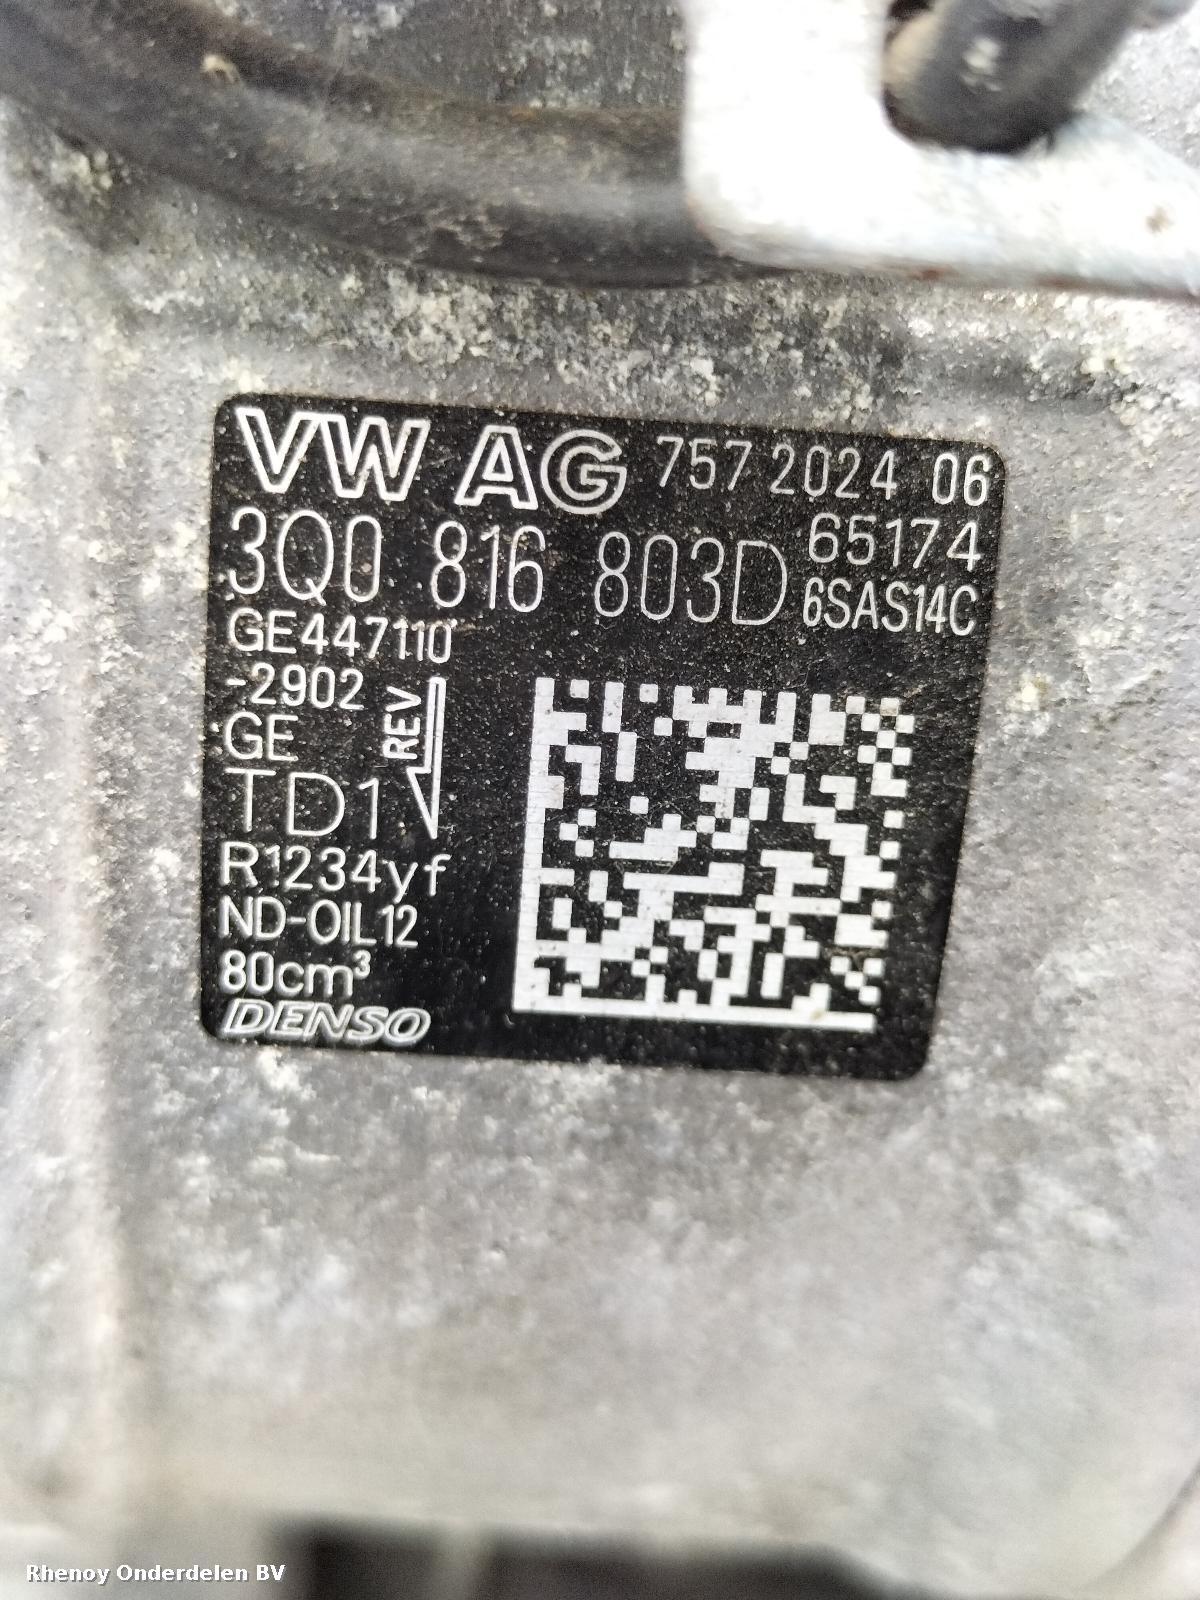 VW AG 757 2024 06
3Q0 816 803D 65174
6SAS14C
GE447110
-2902
GE
REV
TD1
R1234yf
ND-OIL12
80cm³
DENSO
Rhenoy Onderdelen BV